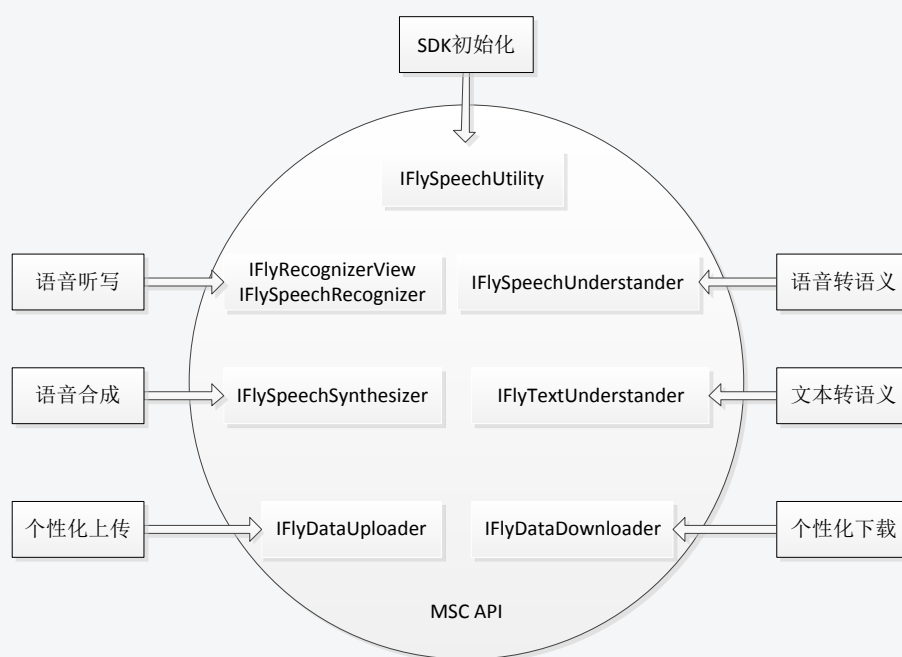 SDK初始化
IFlySpeechUtility
语音听写
IFlyRecognizerView
IFlySpeechRecognizer
IFlySpeechUnderstander
语音转语义
语音合成
IFlySpeechSynthesizer
IFlyTextUnderstander
文本转语义
个性化上传
IFlyDataUploader
IFlyDataDownloader
个性化下载
MSC API